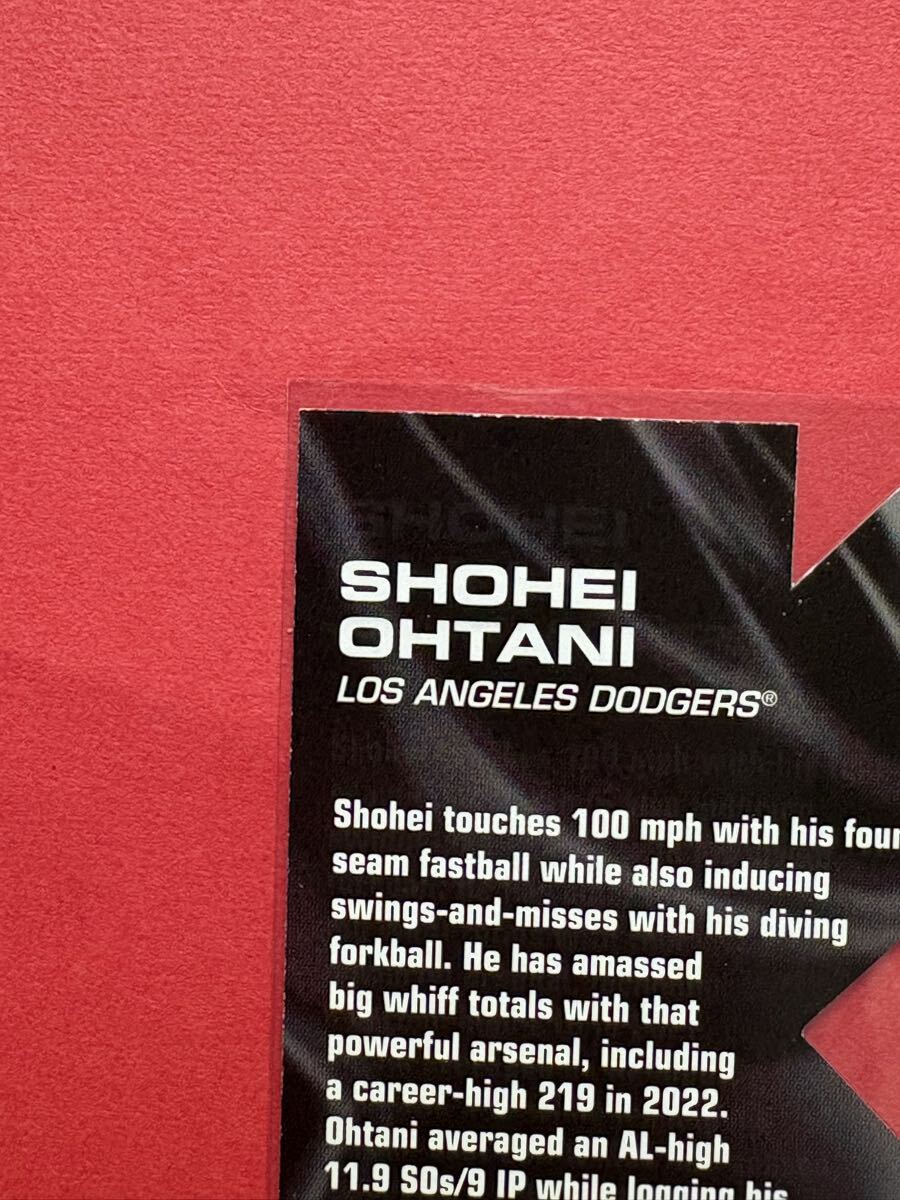 SHOHEI
OHTANI
LOS ANGELES DODGERS®
Shohei touches 100 mph with his four
seam fastball while also inducing
swings-and-misses with his diving
forkball. He has amassed
big whiff totals with that
powerful arsenal, including
a career-high 219 in 2022.
Ohtani averaged an AL-high
11.9 SOs/9 IP while logging his